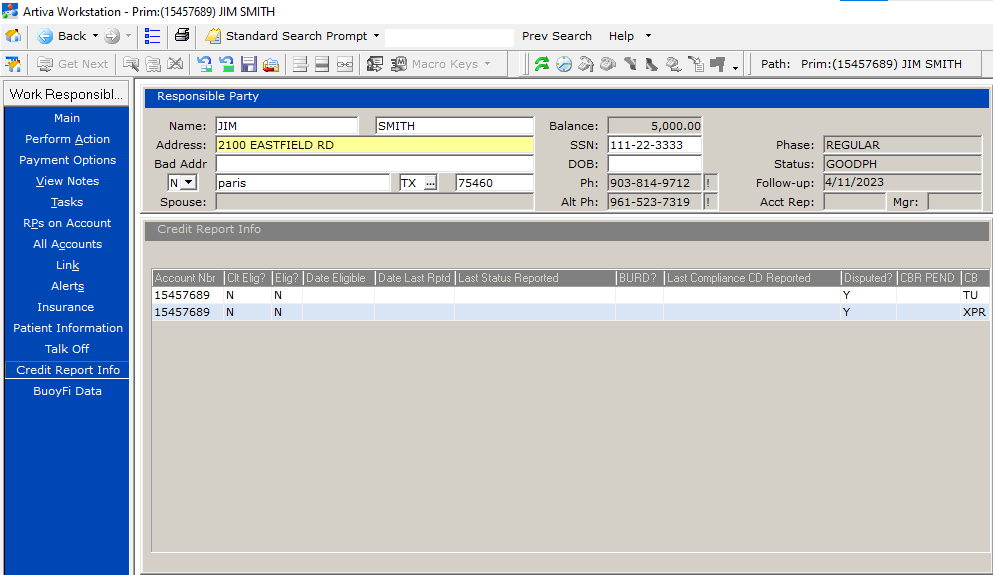 Artiva Workstation - Prim:(15457689) JIM SMITH
Back Standard Search Prompt Prev Search Help
Get Next Macro Keys Path: Prim:(15457689) JIM SMITH
Work Responsibl...
Main
Perform Action
Payment Options
View Notes
Tasks
RPs on Account
All Accounts
Link
Alerts
Insurance
Patient Information
Talk Off
Credit Report Info
BuoyFi Data
Responsible Party
Name: JIM SMITH Balance: 5,000.00
Address: 2100 EASTFIELD RD SSN: 111-22-3333 Phase: REGULAR
Bad Addr DOB: Status: GOODPH
N paris TX ... 75460 Ph: 903-814-9712 ! Follow-up: 4/11/2023
Spouse: Alt Ph: 961-523-7319 ! Acct Rep: Mgr:
Credit Report Info
Account Nbr Clt Elig? Elig? Date Eligible Date Last Rptd Last Status Reported BURD? Last Compliance CD Reported Disputed? CBR PEND CB
15457689 N N Y TU
15457689 N N Y XPR